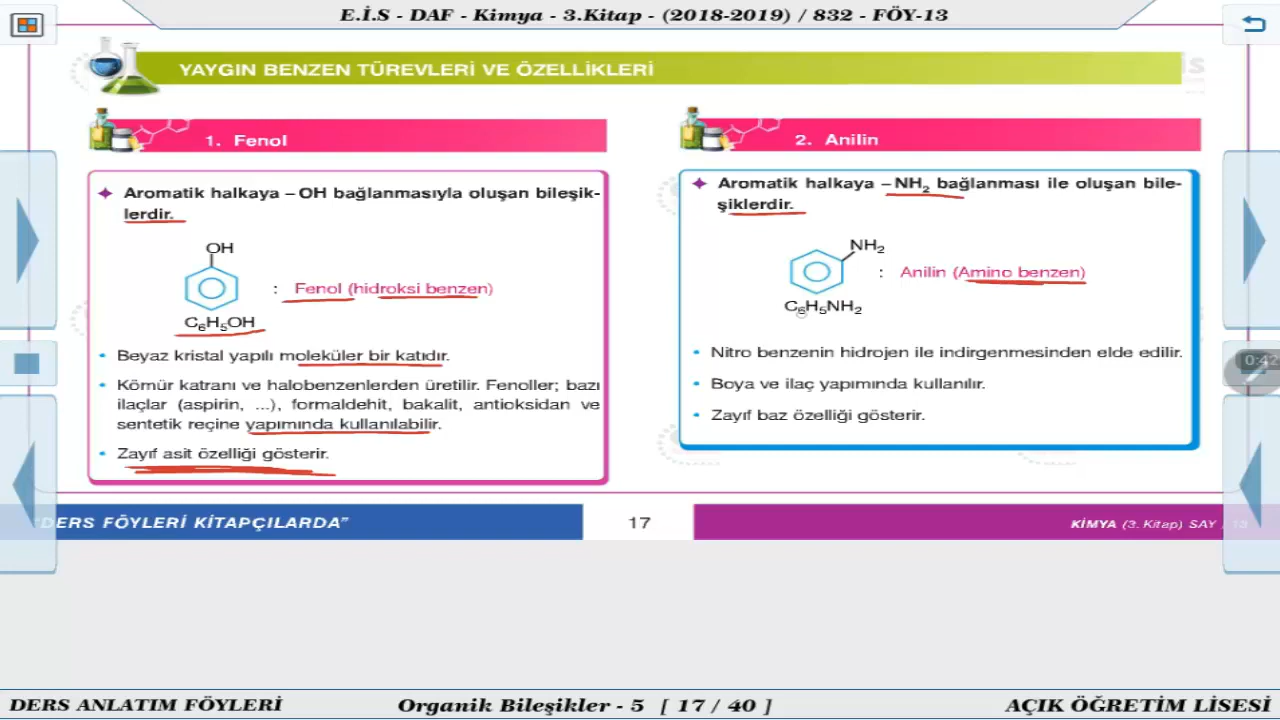 E.İ.S - DAF - Kimya - 3.Kitap - (2018-2019) / 832 - FÖY-13
YAYGIN BENZEN TÜREVLERİ VE ÖZELLİKLERİ
1. Fenol
Aromatik halkaya – OH bağlanmasıyla oluşan bileşik-
lerdir.
OH
: Fenol (hidroksi benzen)
C₆H₅OH
• Beyaz kristal yapılı moleküler bir katıdır.
• Kömür katranı ve halobenzenlerden üretilir. Fenoller; bazı
ilaçlar (aspirin, ...), formaldehit, bakalit, antioksidan ve
sentetik reçine yapımında kullanılabilir.
• Zayıf asit özelliği gösterir.
2. Anilin
Aromatik halkaya – NH₂ bağlanması ile oluşan bile-
şiklerdir.
NH₂
: Anilin (Amino benzen)
C₆H₅NH₂
• Nitro benzenin hidrojen ile indirgenmesinden elde edilir.
• Boya ve ilaç yapımında kullanılır.
• Zayıf baz özelliği gösterir.
0:42
"DERS FÖYLERİ KİTAPÇILARDA"
17
KİMYA (3. Kitap) SAY 13
DERS ANLATIM FÖYLERİ
Organik Bileşikler - 5 [ 17 / 40 ]
AÇIK ÖĞRETİM LİSESİ